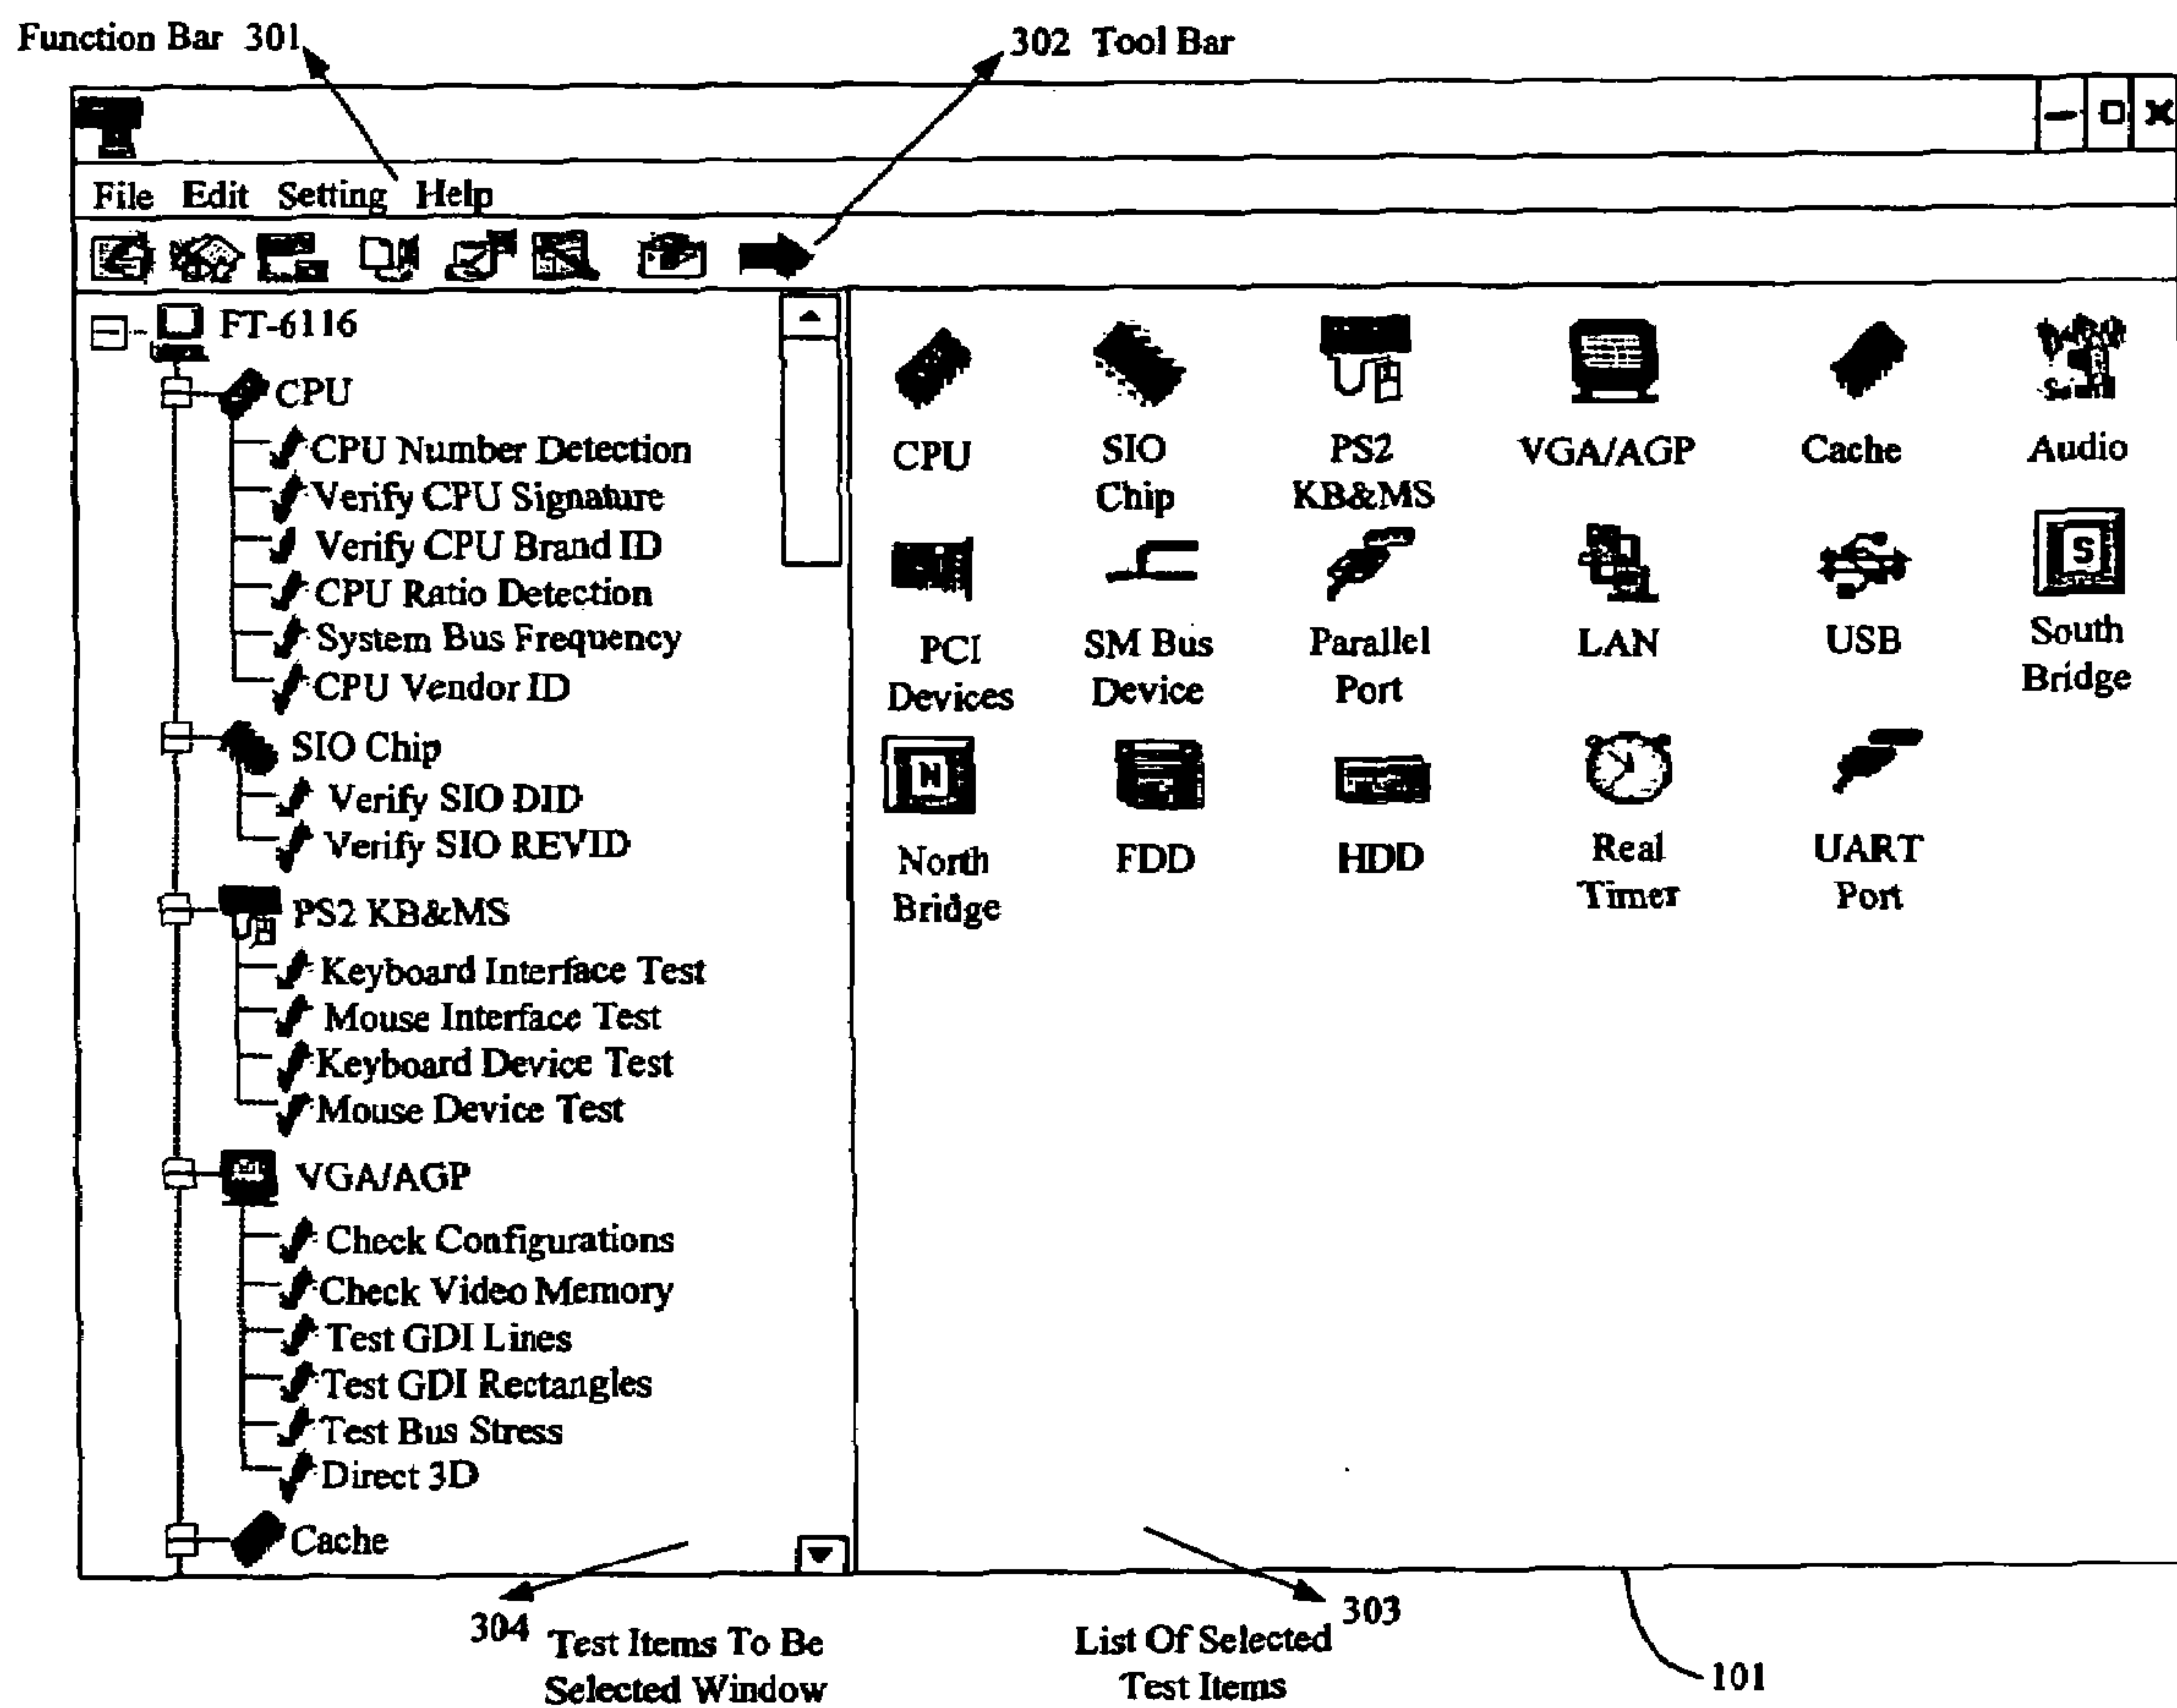 Function Bar 301
302 Tool Bar
File Edit Setting Help
FT-6116
CPU
CPU Number Detection
Verify CPU Signature
Verify CPU Brand ID
CPU Ratio Detection
System Bus Frequency
CPU Vendor ID
SIO Chip
Verify SIO DID
Verify SIO REVID
PS2 KB&MS
Keyboard Interface Test
Mouse Interface Test
Keyboard Device Test
Mouse Device Test
VGA/AGP
Check Configurations
Check Video Memory
Test GDI Lines
Test GDI Rectangles
Test Bus Stress
Direct 3D
Cache
CPU
SIO
Chip
PS2
KB&MS
VGA/AGP
Cache
Audio
PCI
Devices
SM Bus
Device
Parallel
Port
LAN
USB
S
South
Bridge
N
North
Bridge
FDD
HDD
Real
Timer
UART
Port
304 Test Items To Be
Selected Window
303
List Of Selected
Test Items
101